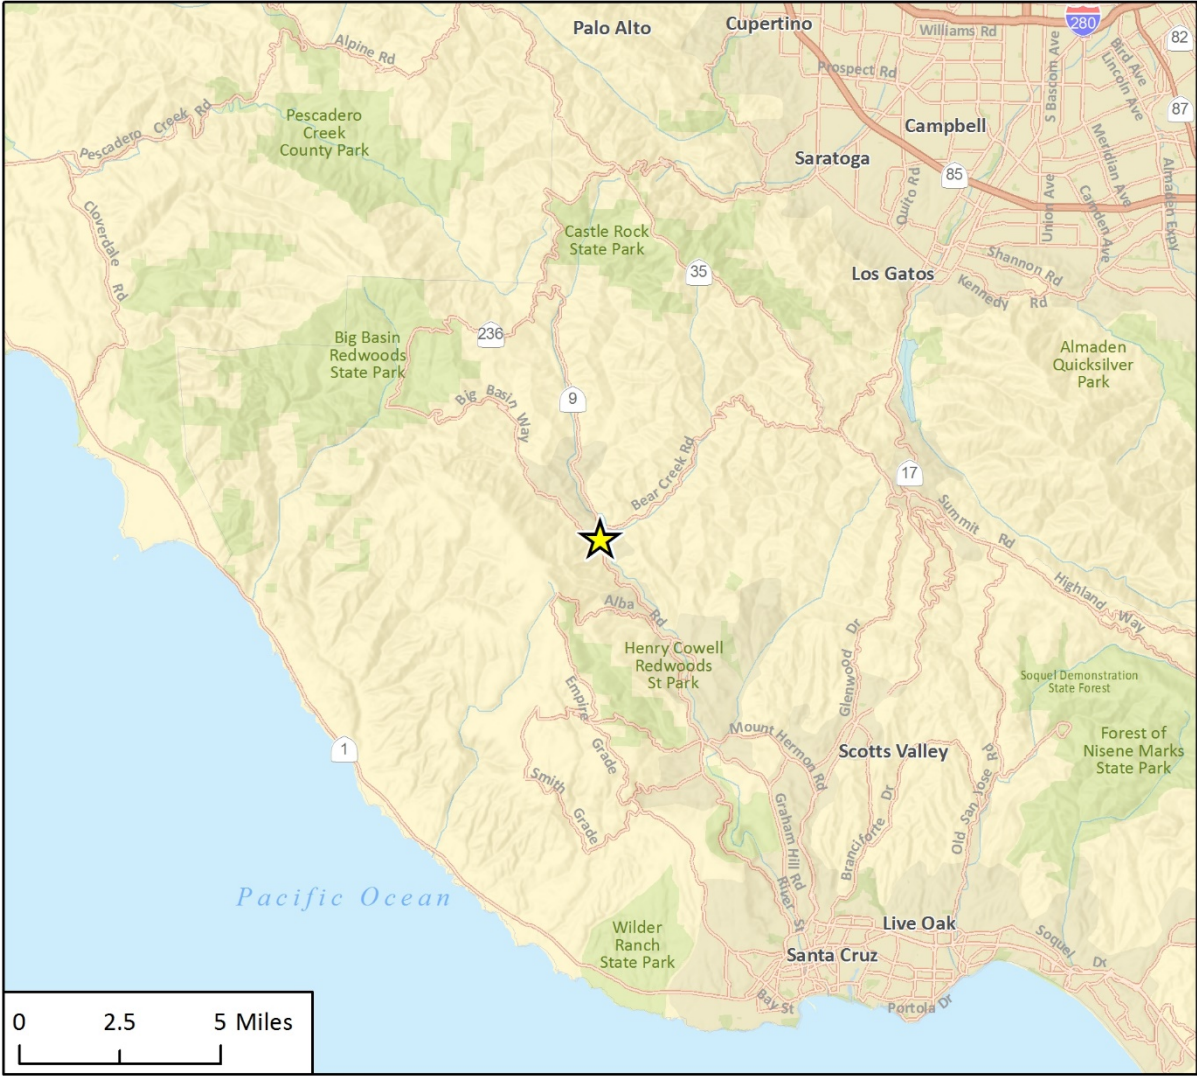 Palo Alto
Cupertino
Williams Rd
280
82
Alpine Rd
Prospect Rd
S Bascom Ave
Bird Ave
Lincoln Ave
87
Pescadero Creek Rd
Pescadero
Creek
County Park
Campbell
Saratoga
85
Meridian Ave
Almaden Expy
Quito Rd
Union Ave
Camden Ave
Cloverdale Rd
Castle Rock
State Park
35
Los Gatos
Shannon Rd
Kennedy Rd
236
Big Basin
Redwoods
State Park
Almaden
Quicksilver
Park
Big Basin Way
9
Bear Creek Rd
17
Summit Rd
Highland Way
Alba Rd
Henry Cowell
Redwoods
St Park
Glenwood Dr
Soquel Demonstration
State Forest
Empire Grade
Mount Hermon Rd
Scotts Valley
Forest of
Nisene Marks
State Park
1
Smith Grade
Graham Hill Rd
Branciforte Dr
Old San Jose Rd
River St
Pacific Ocean
Wilder
Ranch
State Park
Live Oak
Santa Cruz
Soquel Dr
Bay St
Portola Dr
0 2.5 5 Miles